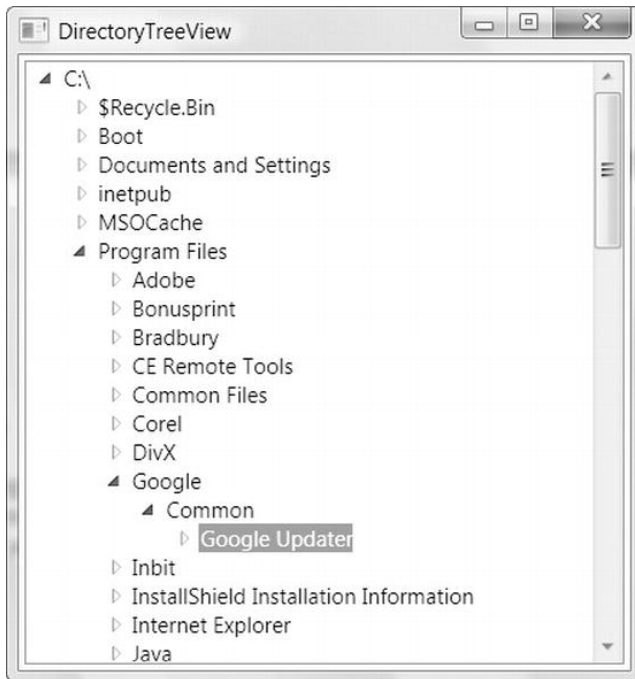 DirectoryTreeView
C:\
$Recycle.Bin
Boot
Documents and Settings
inetpub
MSOCache
Program Files
Adobe
Bonusprint
Bradbury
CE Remote Tools
Common Files
Corel
DivX
Google
Common
Google Updater
Inbit
InstallShield Installation Information
Internet Explorer
Java